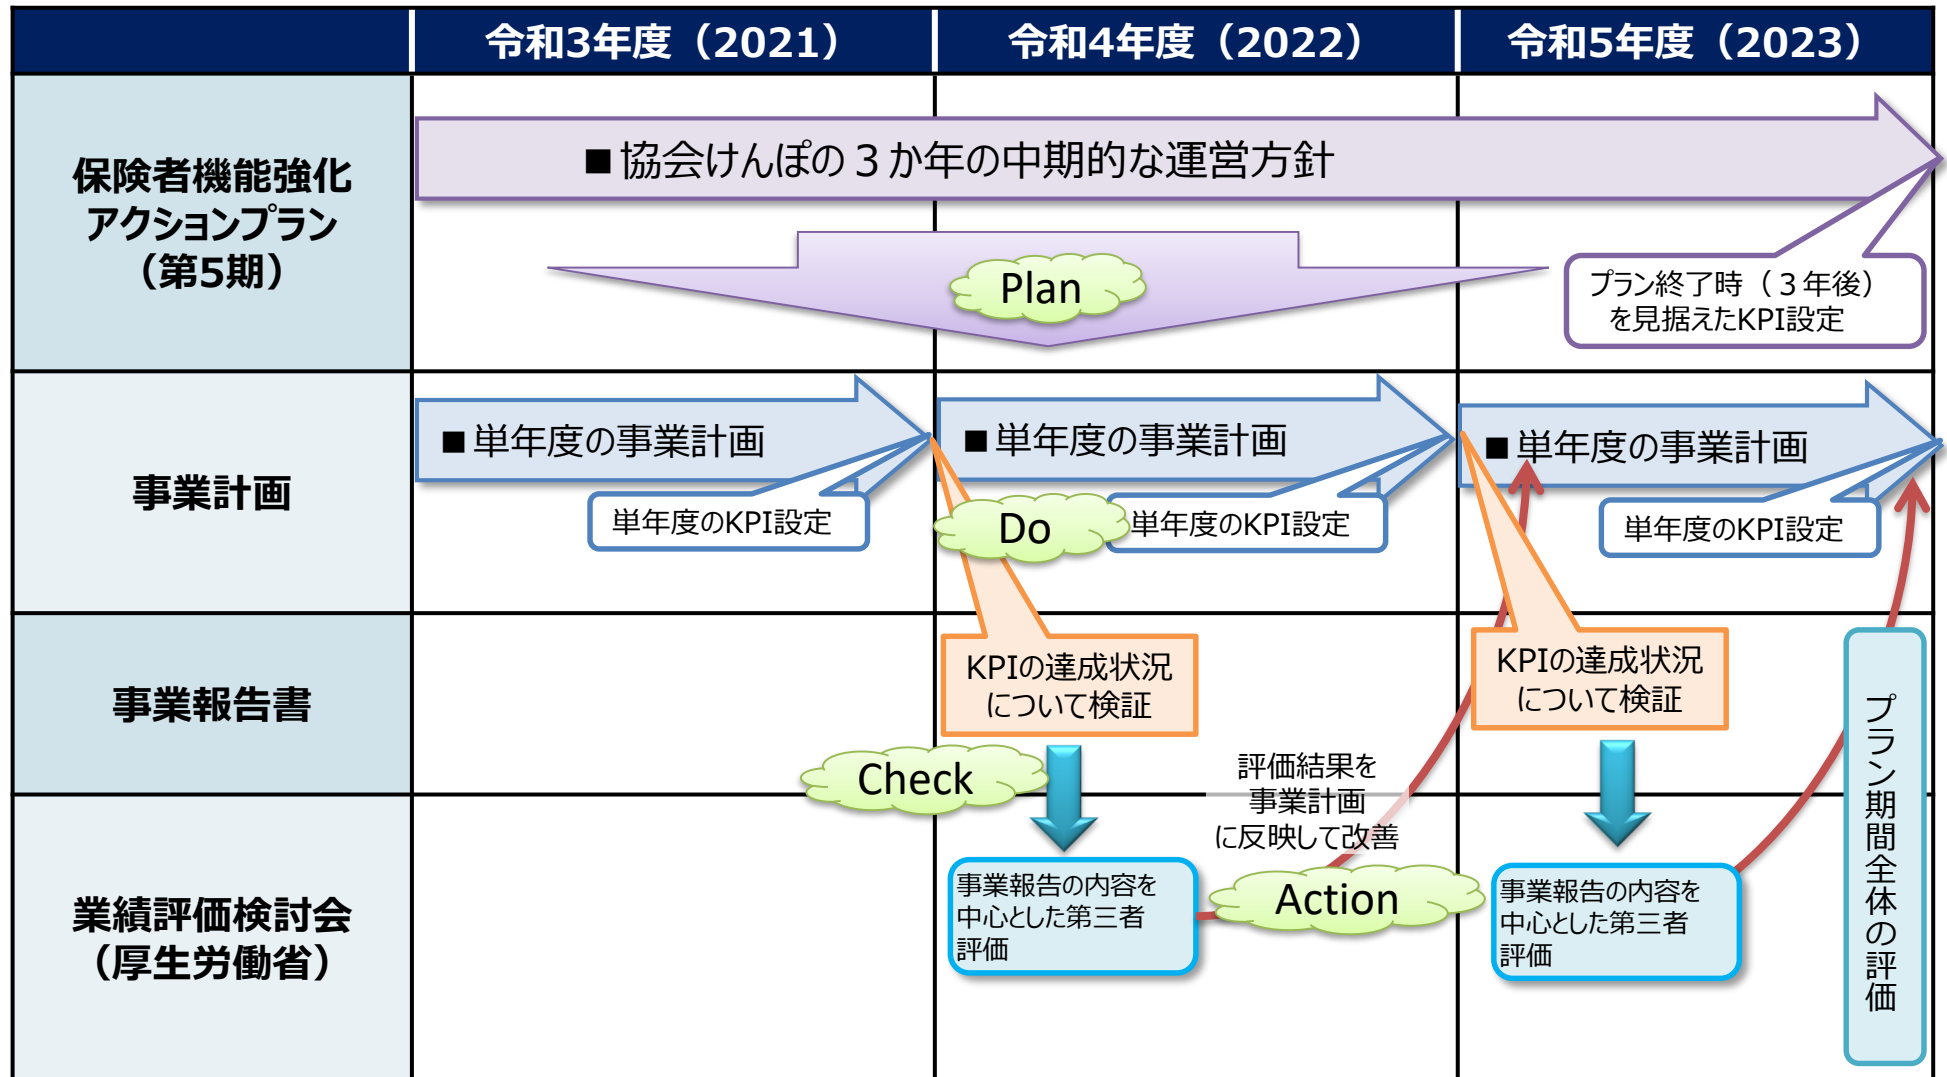 令和3年度（2021）
令和4年度（2022）
令和5年度（2023）
保険者機能強化
アクションプラン
（第5期）
■協会けんぽの３か年の中期的な運営方針
Plan
プラン終了時（３年後）
を見据えたKPI設定
事業計画
■単年度の事業計画
単年度のKPI設定
■単年度の事業計画
Do
単年度のKPI設定
■単年度の事業計画
単年度のKPI設定
事業報告書
KPIの達成状況
について検証
KPIの達成状況
について検証
Check
評価結果を
事業計画
に反映して改善
プラン期間全体の評価
業績評価検討会
（厚生労働省）
事業報告の内容を
中心とした第三者
評価
Action
事業報告の内容を
中心とした第三者
評価